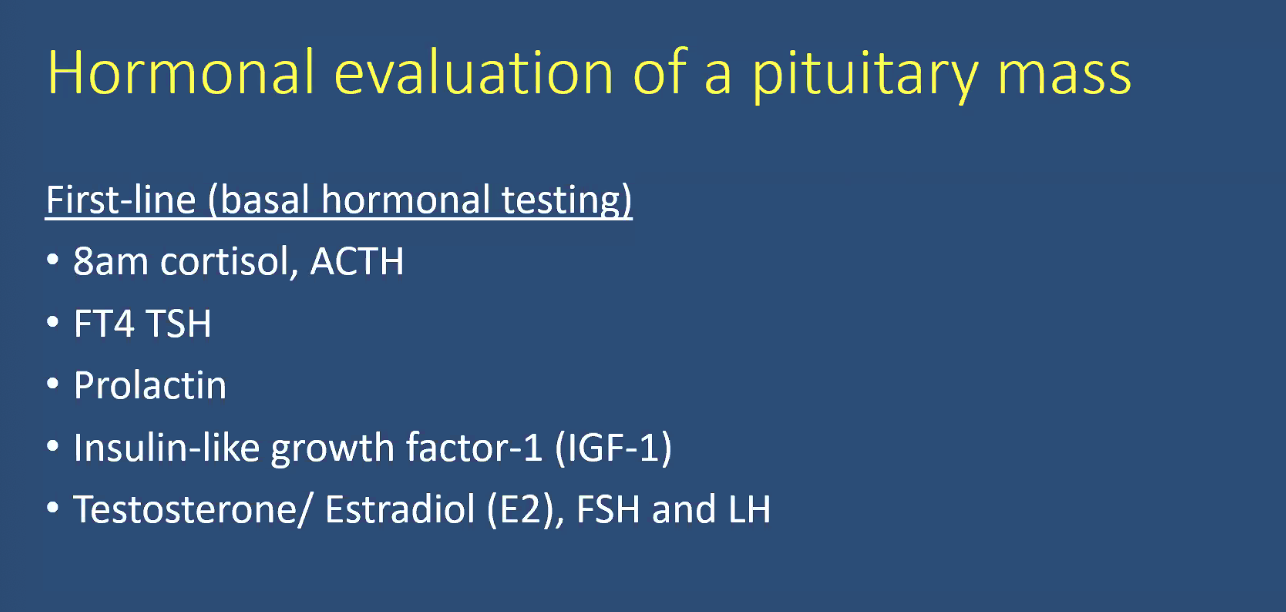 Hormonal evaluation of a pituitary mass
First-line (basal hormonal testing)
• 8am cortisol, ACTH
• FT4 TSH
• Prolactin
• Insulin-like growth factor-1 (IGF-1)
• Testosterone/ Estradiol (E2), FSH and LH